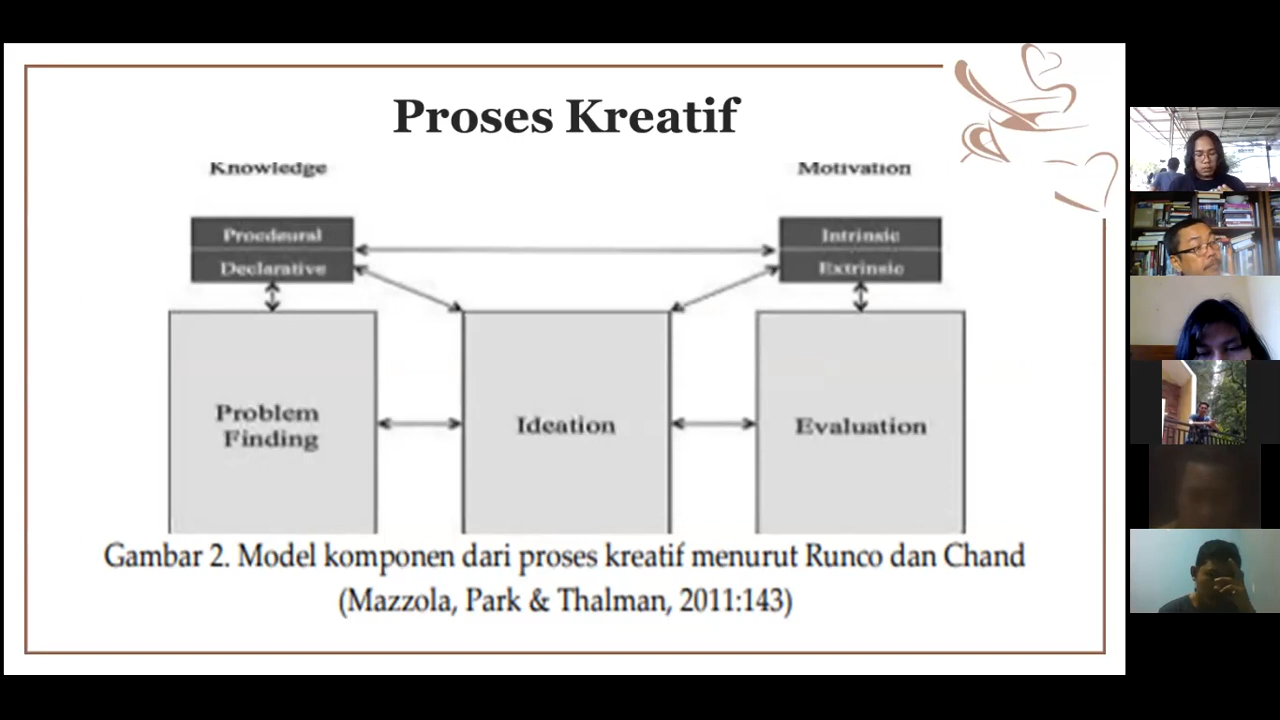 Proses Kreatif
Knowledge
Motivation
Procdeural
Declarative
Intrinsic
Extrinsic
Problem
Finding
Ideation
Evaluation
Gambar 2. Model komponen dari proses kreatif menurut Runco dan Chand
(Mazzola, Park & Thalman, 2011:143)